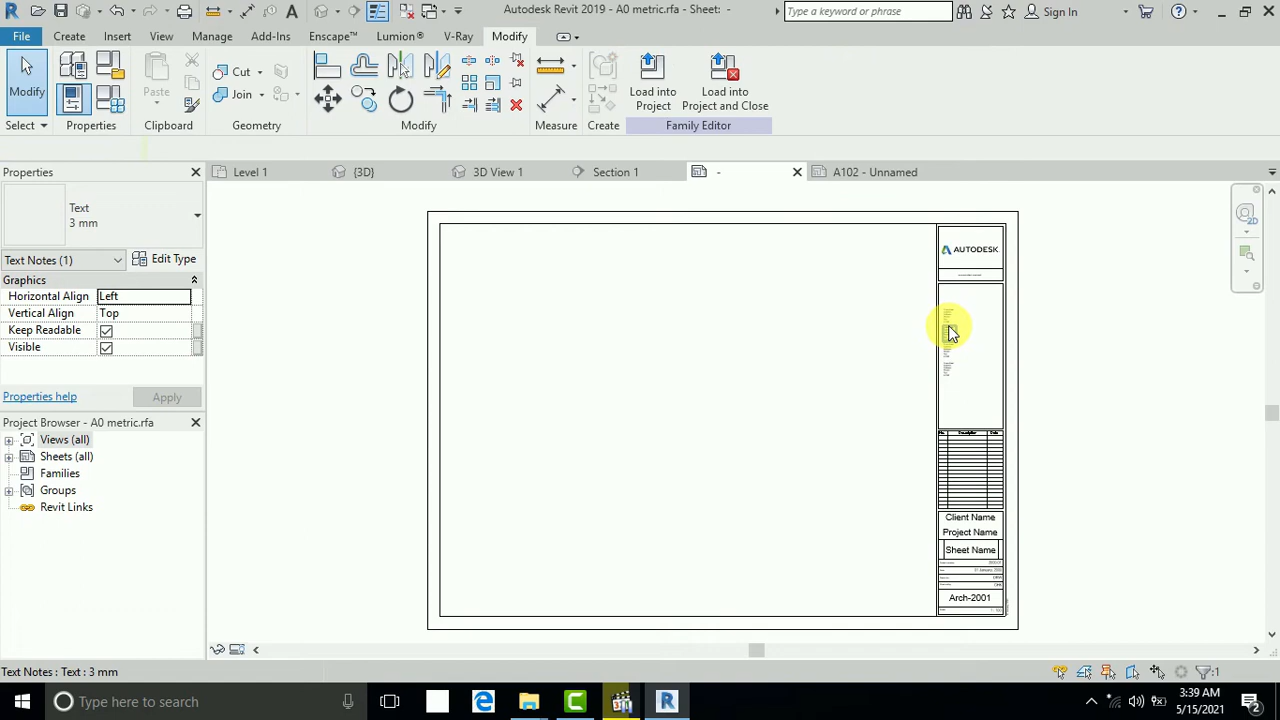 Autodesk Revit 2019 - A0 metric.rfa - Sheet: -
Type a keyword or phrase
Sign In
File
Create
Insert
View
Manage
Add-Ins
Enscape™
Lumion®
V-Ray
Modify
Modify
Paste
Cut
Join
Load into
Project
Load into
Project and Close
Select
Properties
Clipboard
Geometry
Modify
Measure
Create
Family Editor
Properties
Level 1
{3D}
3D View 1
Section 1
-
A102 - Unnamed
Text
3 mm
Text Notes (1)
Edit Type
Graphics
Horizontal Align
Left
Vertical Align
Top
Keep Readable
Visible
Properties help
Apply
Project Browser - A0 metric.rfa
Views (all)
Sheets (all)
Families
Groups
Revit Links
AUTODESK
No.
Description
Date
Client Name
Project Name
Sheet Name
Arch-2001
2D
Text Notes : Text : 3 mm
:1
Type here to search
3:39 AM
5/15/2021
2